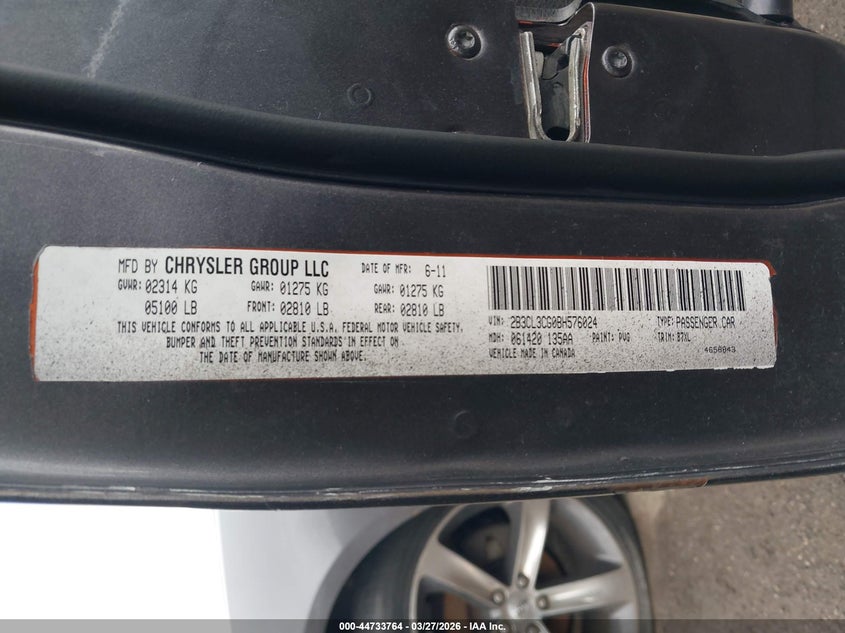 MFD BY CHRYSLER GROUP LLC DATE OF MFR: 6-11
GVWR: 02314 KG GAWR: 01275 KG GAWR: 01275 KG
05100 LB FRONT: 02810 LB REAR: 02810 LB
THIS VEHICLE CONFORMS TO ALL APPLICABLE U.S.A. FEDERAL MOTOR VEHICLE SAFETY,
BUMPER AND THEFT PREVENTION STANDARDS IN EFFECT ON
THE DATE OF MANUFACTURE SHOWN ABOVE.
VIN: 2B3CL3CG0BH576024 TYPE: PASSENGER CAR
MDH: 061420 135AA PAINT: PVG TRIM: B7XL
VEHICLE MADE IN CANADA 4658043
000-44733764 | 03/27/2026 | IAA Inc.